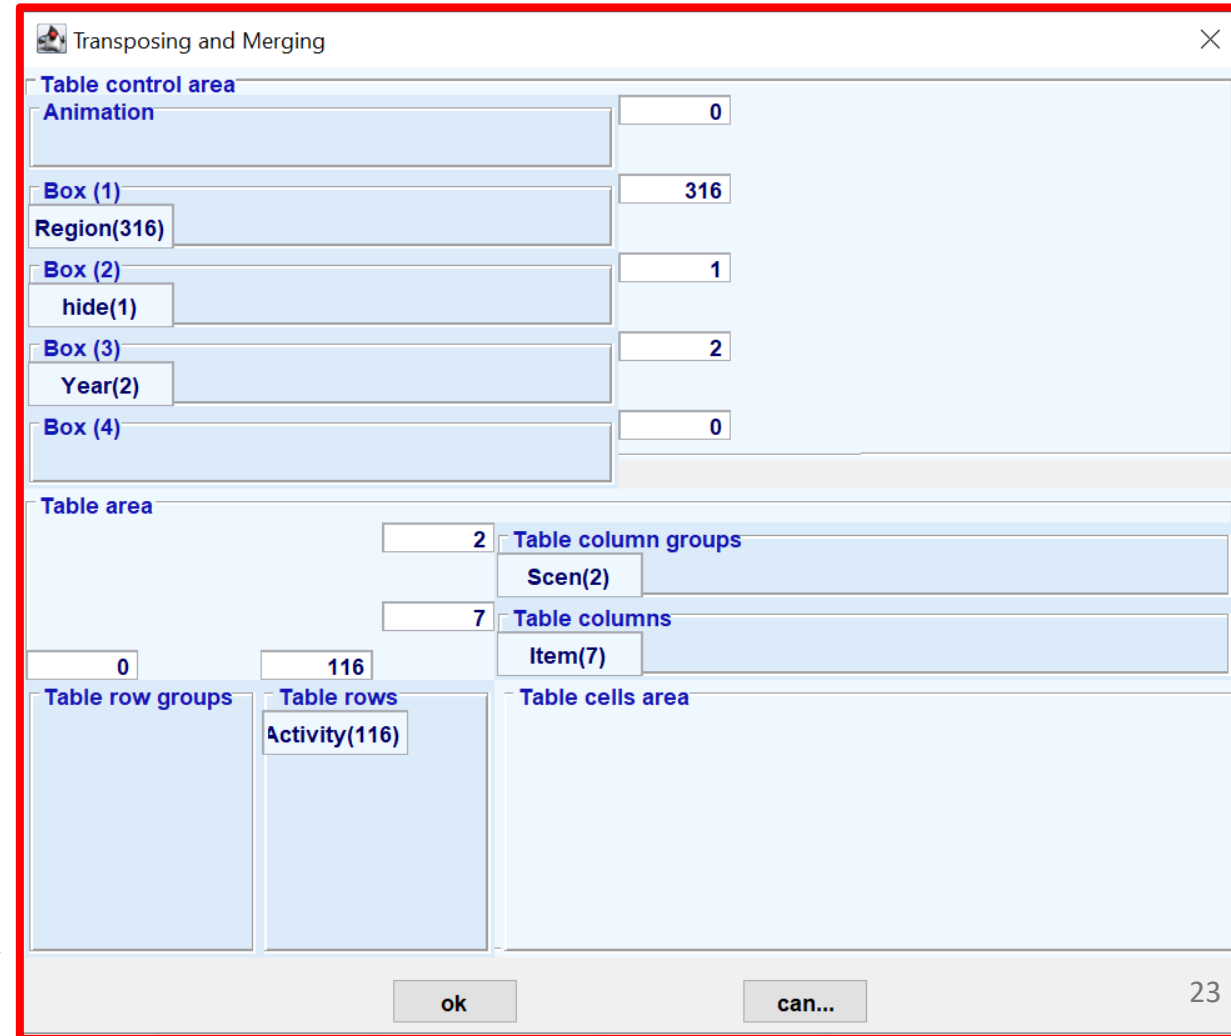 Transposing and Merging
Table control area
Animation
0
Box (1)
316
Region(316)
Box (2)
1
hide(1)
Box (3)
2
Year(2)
Box (4)
0
Table area
2
Table column groups
Scen(2)
7
Table columns
Item(7)
0
116
Table row groups
Table rows
Table cells area
Activity(116)
ok
can...
23